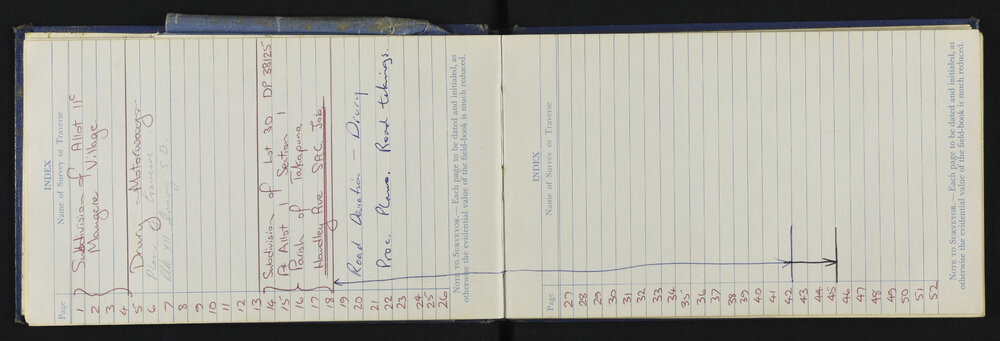 INDEX
Page Name of Survey or Traverse
1 Subdivision of Allot 11c
2 Mangere Village
3
4
5 Drury Motorway
6 Traverse
7 Blk XII Drury S.D.
8
9
10
11
12
13
14 Subdivision of Lot 30 DP 38125
15 Pt Allot 1 Section 1
16 Parish of Takapuna
17 Handley Ave SAC Job
18
19 Road Deviation – Drury
20
21 Proc. Plans. Road takings.
22
23
24
25
26
NOTE TO SURVEYOR.— Each page to be dated and initialed, as
otherwise the evidential value of the field-book is much reduced.
INDEX
Page Name of Survey or Traverse
27
28
29
30
31
32
33
34
35
36
37
38
39
40
41
42
43
44
45
46
47
48
49
50
51
52
NOTE TO SURVEYOR.— Each page to be dated and initialed, as
otherwise the evidential value of the field-book is much reduced.